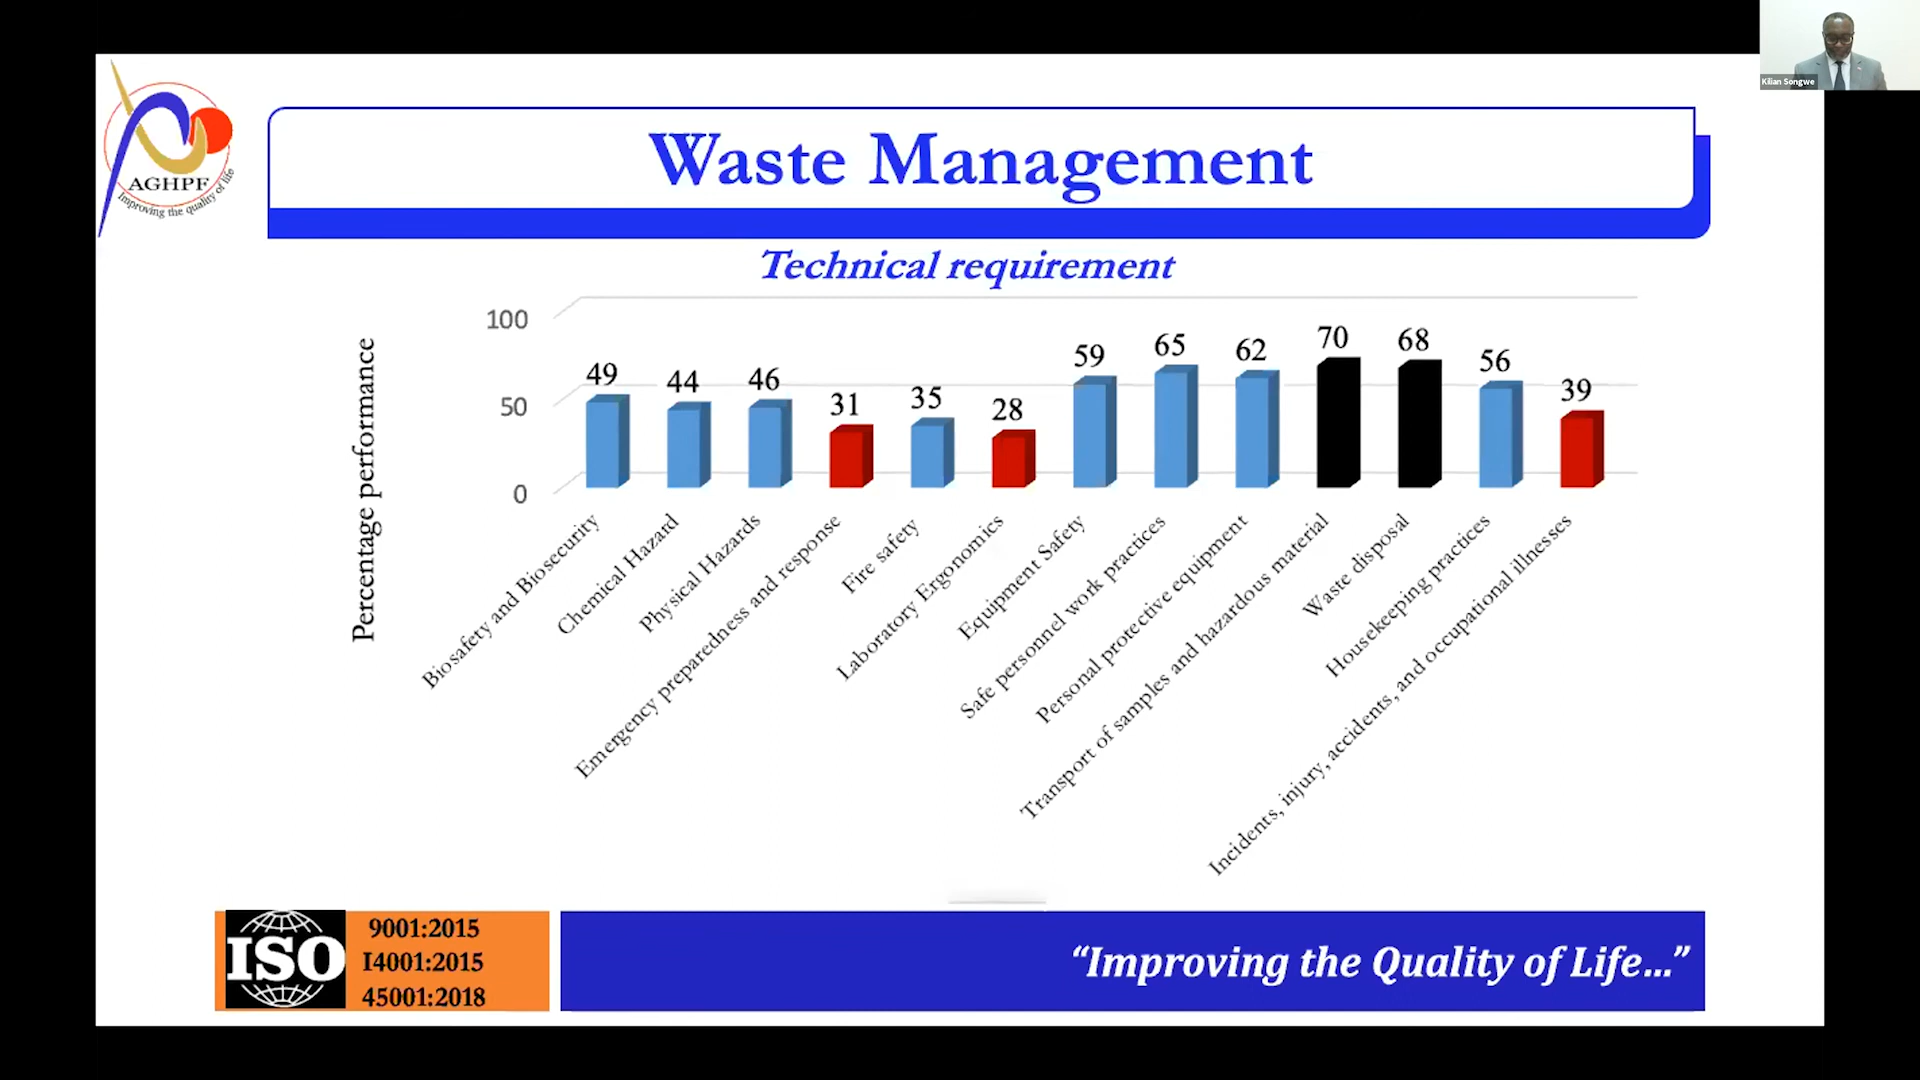 Kilian Songwe
AGHPF
Improving the quality of life
Waste Management
Technical requirement
Percentage performance
100
50
0
49
44
46
31
35
28
59
65
62
70
68
56
39
Biosafety and Biosecurity
Chemical Hazard
Physical Hazards
Emergency preparedness and response
Fire safety
Laboratory Ergonomics
Equipment Safety
Safe personnel work practices
Personal protective equipment
Transport of samples and hazardous material
Waste disposal
Housekeeping practices
Incidents, injury, accidents, and occupational illnesses
ISO
9001:2015
I4001:2015
45001:2018
“Improving the Quality of Life...”